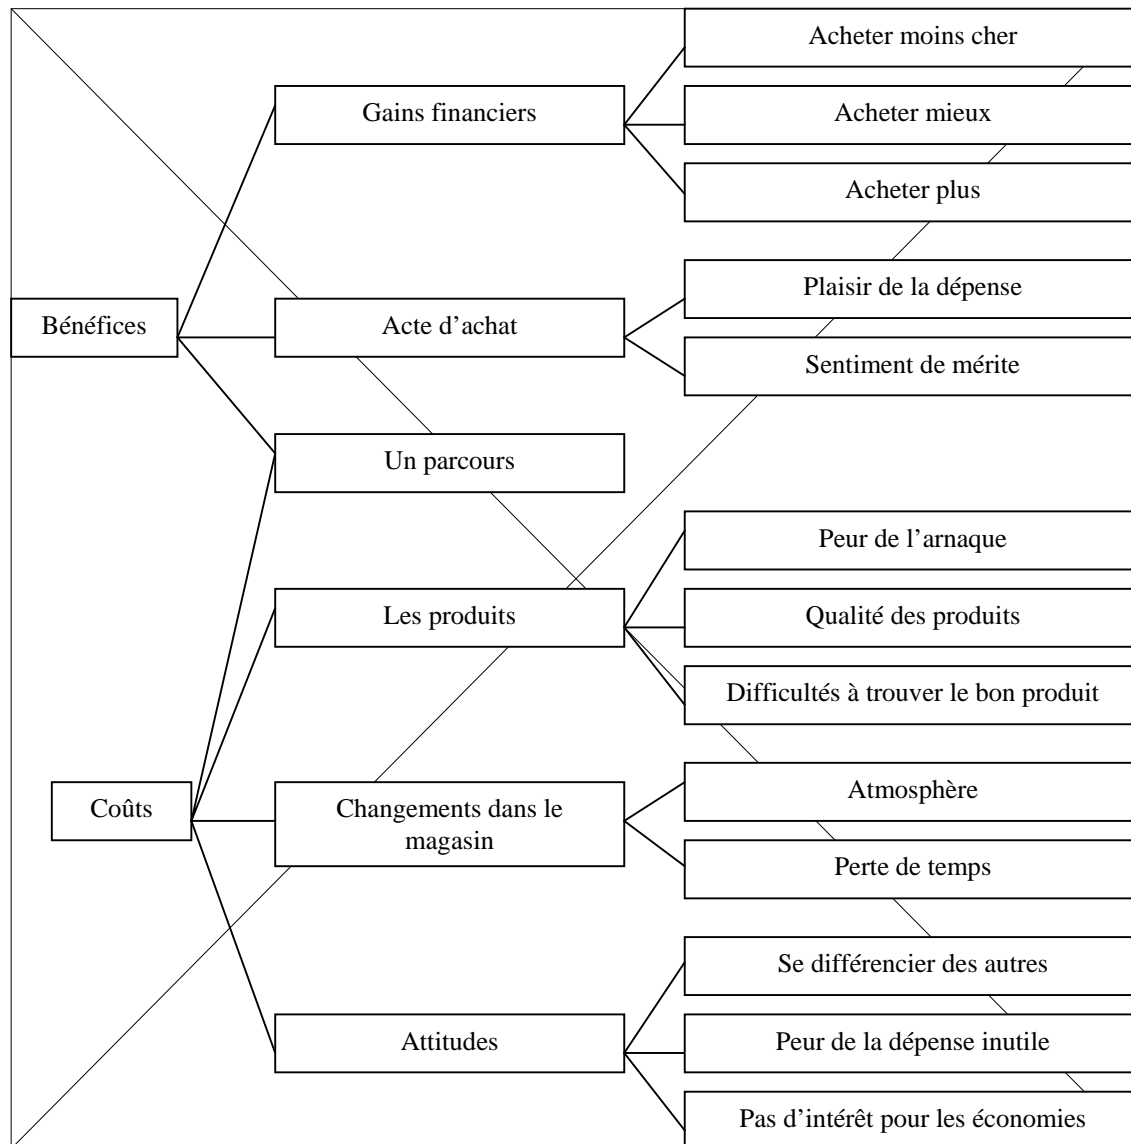 Acheter moins cher
Gains financiers
Acheter mieux
Acheter plus
Plaisir de la dépense
Bénéfices
Acte d’achat
Sentiment de mérite
Un parcours
Peur de l’arnaque
Les produits
Qualité des produits
Difficultés à trouver le bon produit
Atmosphère
Coûts
Changements dans le
magasin
Perte de temps
Se différencier des autres
Attitudes
Peur de la dépense inutile
Pas d’intérêt pour les économies